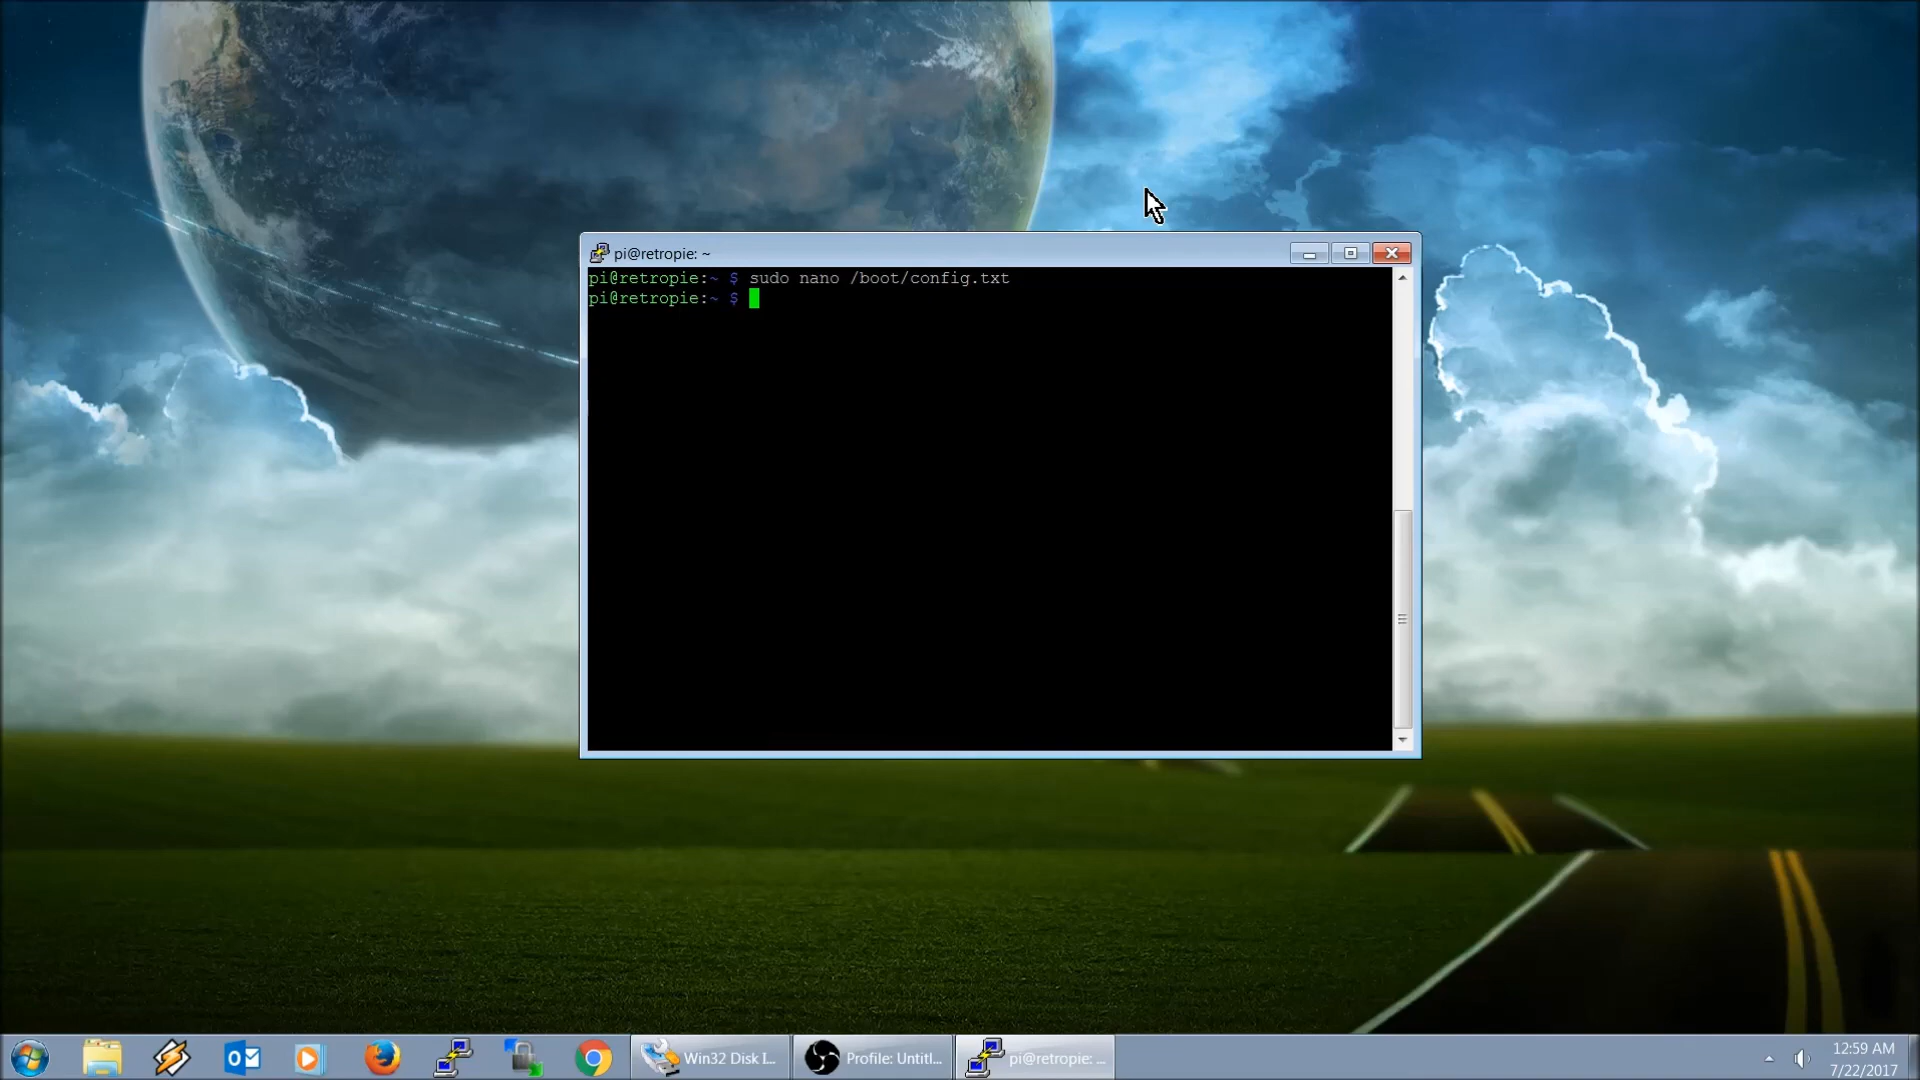 pi@retropie: ~
pi@retropie:~ $ sudo nano /boot/config.txt
pi@retropie:~ $
Win32 Disk I...
Profile: Untitl...
pi@retropie: ...
12:59 AM
7/22/2017